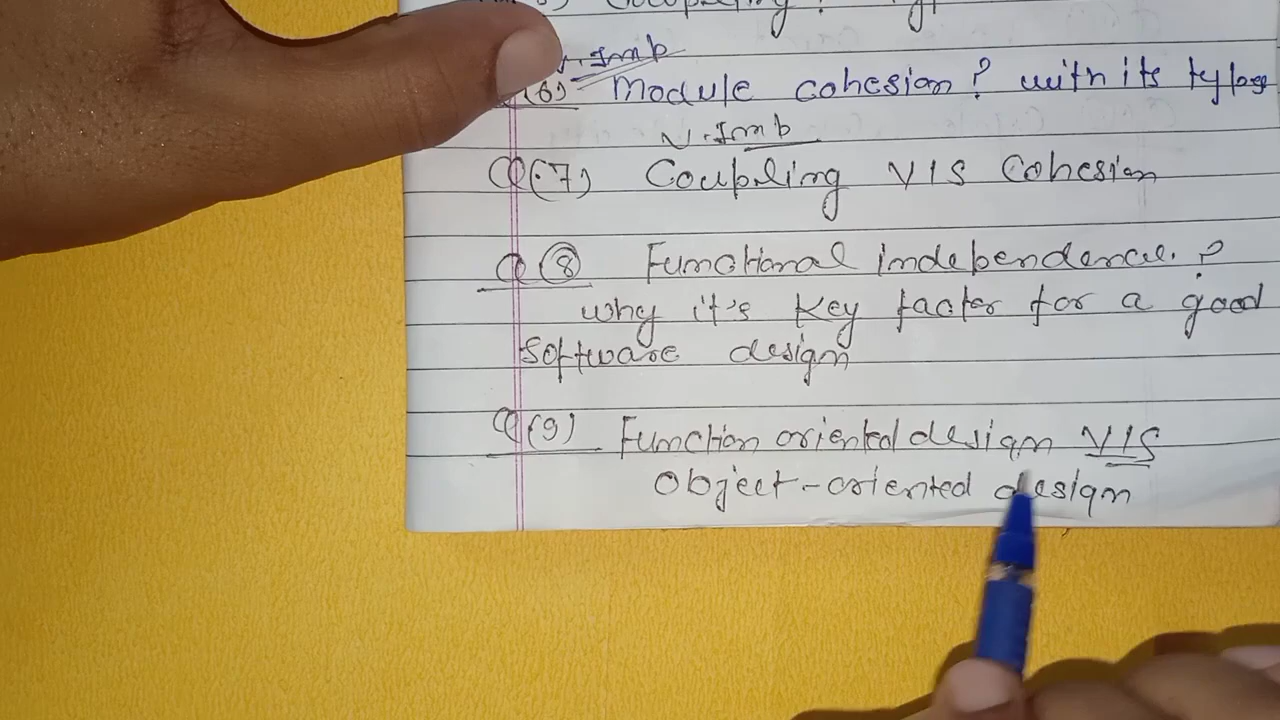 Coupling?
V.Imp
(6) Module cohesion? with its types
V.Imp
Q(7) Coupling V/S Cohesion
Q (8) Functional independence.?
why it's key factor for a good
software design
Q(9) Function oriented design V/S
Object-oriented design